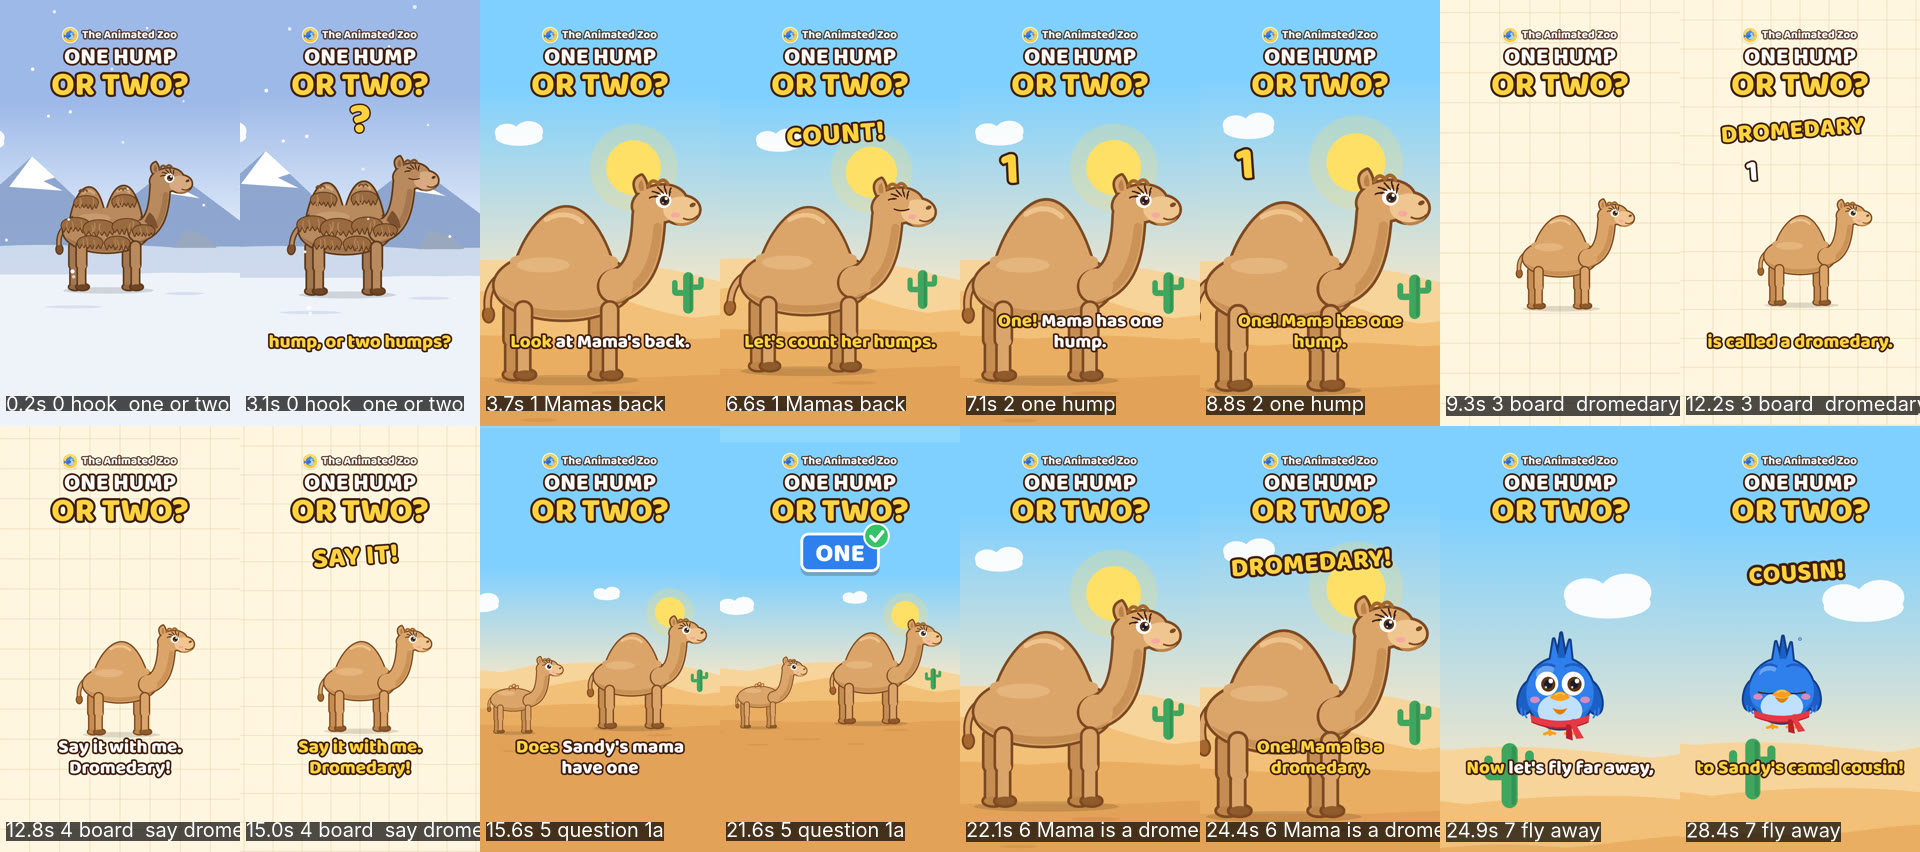 The Animated Zoo
ONE HUMP
OR TWO?
0.2s 0 hook one or two
The Animated Zoo
ONE HUMP
OR TWO?
?
hump, or two humps?
3.1s 0 hook one or two
The Animated Zoo
ONE HUMP
OR TWO?
Look at Mama's back.
3.7s 1 Mamas back
The Animated Zoo
ONE HUMP
OR TWO?
COUNT!
Let's count her humps.
6.6s 1 Mamas back
The Animated Zoo
ONE HUMP
OR TWO?
1
One! Mama has one
hump.
7.1s 2 one hump
The Animated Zoo
ONE HUMP
OR TWO?
1
One! Mama has one
hump.
8.8s 2 one hump
The Animated Zoo
ONE HUMP
OR TWO?
9.3s 3 board dromedary
The Animated Zoo
ONE HUMP
OR TWO?
DROMEDARY
1
is called a dromedary.
12.2s 3 board dromedary
The Animated Zoo
ONE HUMP
OR TWO?
Say it with me.
Dromedary!
12.8s 4 board say drome
The Animated Zoo
ONE HUMP
OR TWO?
SAY IT!
Say it with me.
Dromedary!
15.0s 4 board say drome
The Animated Zoo
ONE HUMP
OR TWO?
Does Sandy's mama
have one
15.6s 5 question 1a
The Animated Zoo
ONE HUMP
OR TWO?
ONE
21.6s 5 question 1a
The Animated Zoo
ONE HUMP
OR TWO?
22.1s 6 Mama is a drome
The Animated Zoo
ONE HUMP
OR TWO?
DROMEDARY!
One! Mama is a
dromedary.
24.4s 6 Mama is a drome
The Animated Zoo
ONE HUMP
OR TWO?
Now let's fly far away,
24.9s 7 fly away
The Animated Zoo
ONE HUMP
OR TWO?
COUSIN!
to Sandy's camel cousin!
28.4s 7 fly away